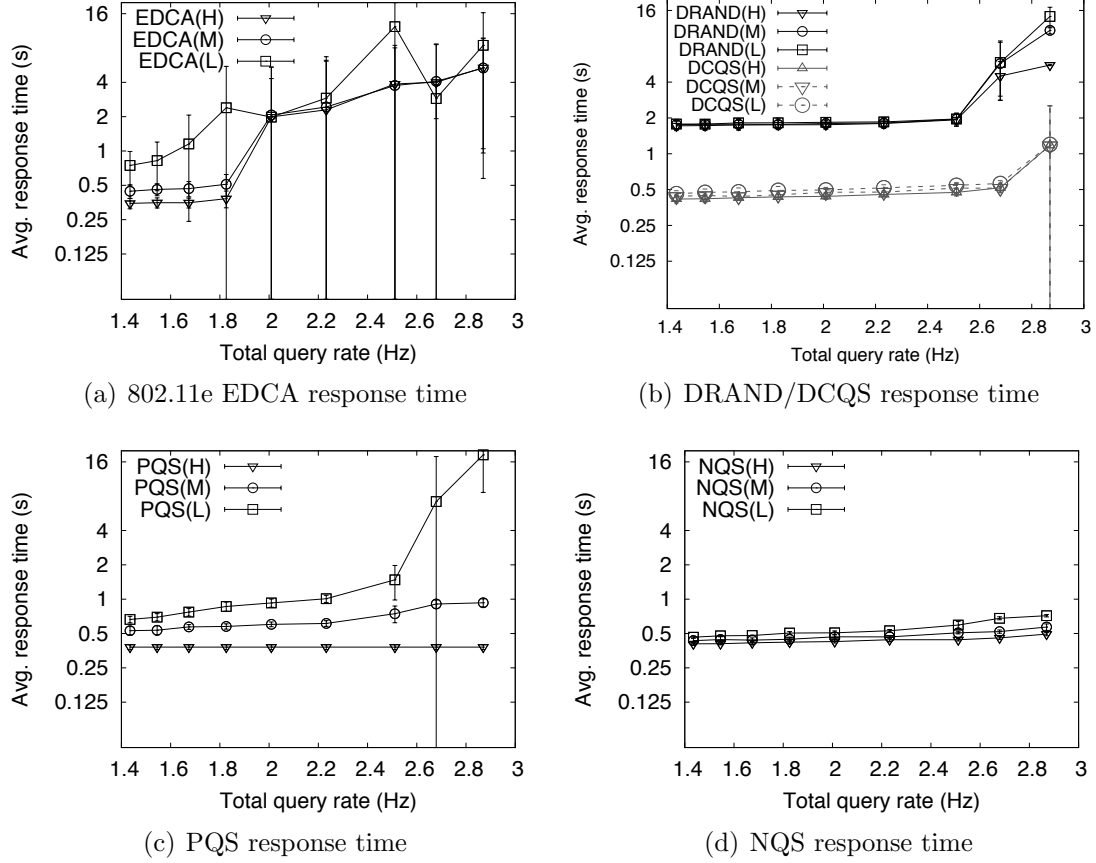 16
4
2
1
0.5
0.25
0.125
Avg. response time (s)
EDCA(H)
EDCA(M)
EDCA(L)
1.4 1.6 1.8 2 2.2 2.4 2.6 2.8 3
Total query rate (Hz)
(a) 802.11e EDCA response time
16
4
2
1
0.5
0.25
0.125
Avg. response time (s)
DRAND(H)
DRAND(M)
DRAND(L)
DCQS(H)
DCQS(M)
DCQS(L)
1.4 1.6 1.8 2 2.2 2.4 2.6 2.8 3
Total query rate (Hz)
(b) DRAND/DCQS response time
16
4
2
1
0.5
0.25
0.125
Avg. response time (s)
PQS(H)
PQS(M)
PQS(L)
1.4 1.6 1.8 2 2.2 2.4 2.6 2.8 3
Total query rate (Hz)
(c) PQS response time
16
4
2
1
0.5
0.25
0.125
Avg. response time (s)
NQS(H)
NQS(M)
NQS(L)
1.4 1.6 1.8 2 2.2 2.4 2.6 2.8 3
Total query rate (Hz)
(d) NQS response time